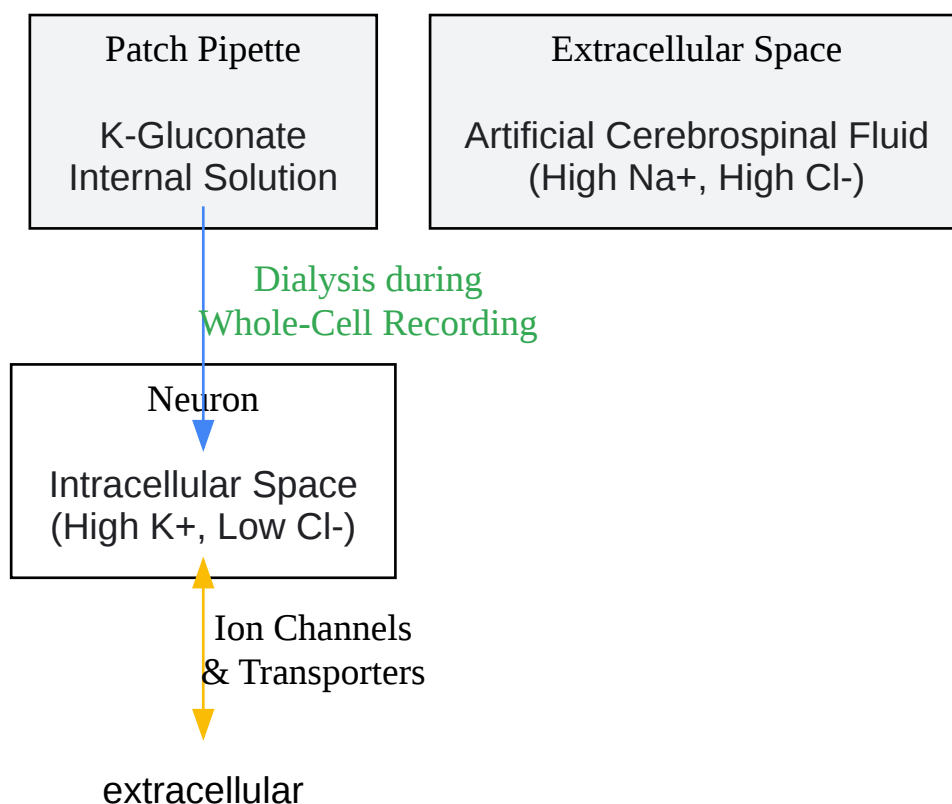 Patch Pipette
K-Gluconate
Internal Solution
Extracellular Space
Artificial Cerebrospinal Fluid
(High Na+, High Cl-)
Dialysis during
Whole-Cell Recording
Neuron
Intracellular Space
(High K+, Low Cl-)
Ion Channels
& Transporters
extracellular